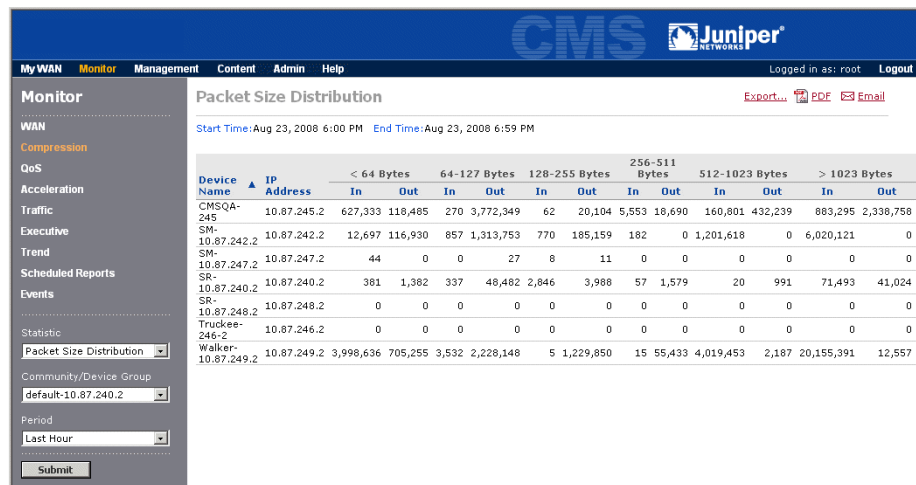 CMS
Juniper®
NETWORKS
My WAN Monitor Management Content Admin Help Logged in as: root Logout
Monitor
WAN
Compression
QoS
Acceleration
Traffic
Executive
Trend
Scheduled Reports
Events
Statistic
Packet Size Distribution
Community/Device Group
default-10.87.240.2
Period
Last Hour
Submit
Packet Size Distribution
Export... PDF Email
Start Time:Aug 23, 2008 6:00 PM End Time:Aug 23, 2008 6:59 PM
Device Name IP Address < 64 Bytes 64-127 Bytes 128-255 Bytes 256-511 Bytes 512-1023 Bytes > 1023 Bytes
In Out In Out In Out In Out In Out In Out
CMSQA-245 10.87.245.2 627,333 118,485 270 3,772,349 62 20,104 5,553 18,690 160,801 432,239 883,295 2,338,758
SM-10.87.242.2 10.87.242.2 12,697 116,930 857 1,313,753 770 185,159 182 0 1,201,618 0 6,020,121 0
SM-10.87.247.2 10.87.247.2 44 0 0 27 8 11 0 0 0 0 0 0
SR-10.87.240.2 10.87.240.2 381 1,382 337 48,482 2,846 3,988 57 1,579 20 991 71,493 41,024
SR-10.87.248.2 10.87.248.2 0 0 0 0 0 0 0 0 0 0 0 0
Truckee-246-2 10.87.246.2 0 0 0 0 0 0 0 0 0 0 0 0
Walker-10.87.249.2 10.87.249.2 3,998,636 705,255 3,532 2,228,148 5 1,229,850 15 55,433 4,019,453 2,187 20,155,391 12,557